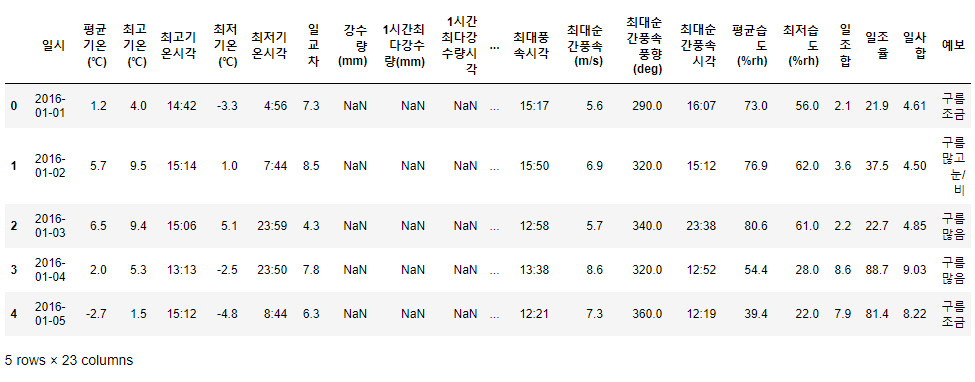 일시 평균기온(℃) 최고기온(℃) 최고기온시각 최저기온(℃) 최저기온시각 일교차 강수량(mm) 1시간최다강수량(mm) 1시간최다강수량시각 ... 최대풍속시각 최대순간풍속(m/s) 최대순간풍속풍향(deg) 최대순간풍속시각 평균습도(%rh) 최저습도(%rh) 일조합 일조율 일사합 예보
0 2016-01-01 1.2 4.0 14:42 -3.3 4:56 7.3 NaN NaN NaN ... 15:17 5.6 290.0 16:07 73.0 56.0 2.1 21.9 4.61 구름조금
1 2016-01-02 5.7 9.5 15:14 1.0 7:44 8.5 NaN NaN NaN ... 15:50 6.9 320.0 15:12 76.9 62.0 3.6 37.5 4.50 구름많고 눈/비
2 2016-01-03 6.5 9.4 15:06 5.1 23:59 4.3 NaN NaN NaN ... 12:58 5.7 340.0 23:38 80.6 61.0 2.2 22.7 4.85 구름많음
3 2016-01-04 2.0 5.3 13:13 -2.5 23:50 7.8 NaN NaN NaN ... 13:38 8.6 320.0 12:52 54.4 28.0 8.6 88.7 9.03 구름많음
4 2016-01-05 -2.7 1.5 15:12 -4.8 8:44 6.3 NaN NaN NaN ... 12:21 7.3 360.0 12:19 39.4 22.0 7.9 81.4 8.22 구름조금
5 rows × 23 columns